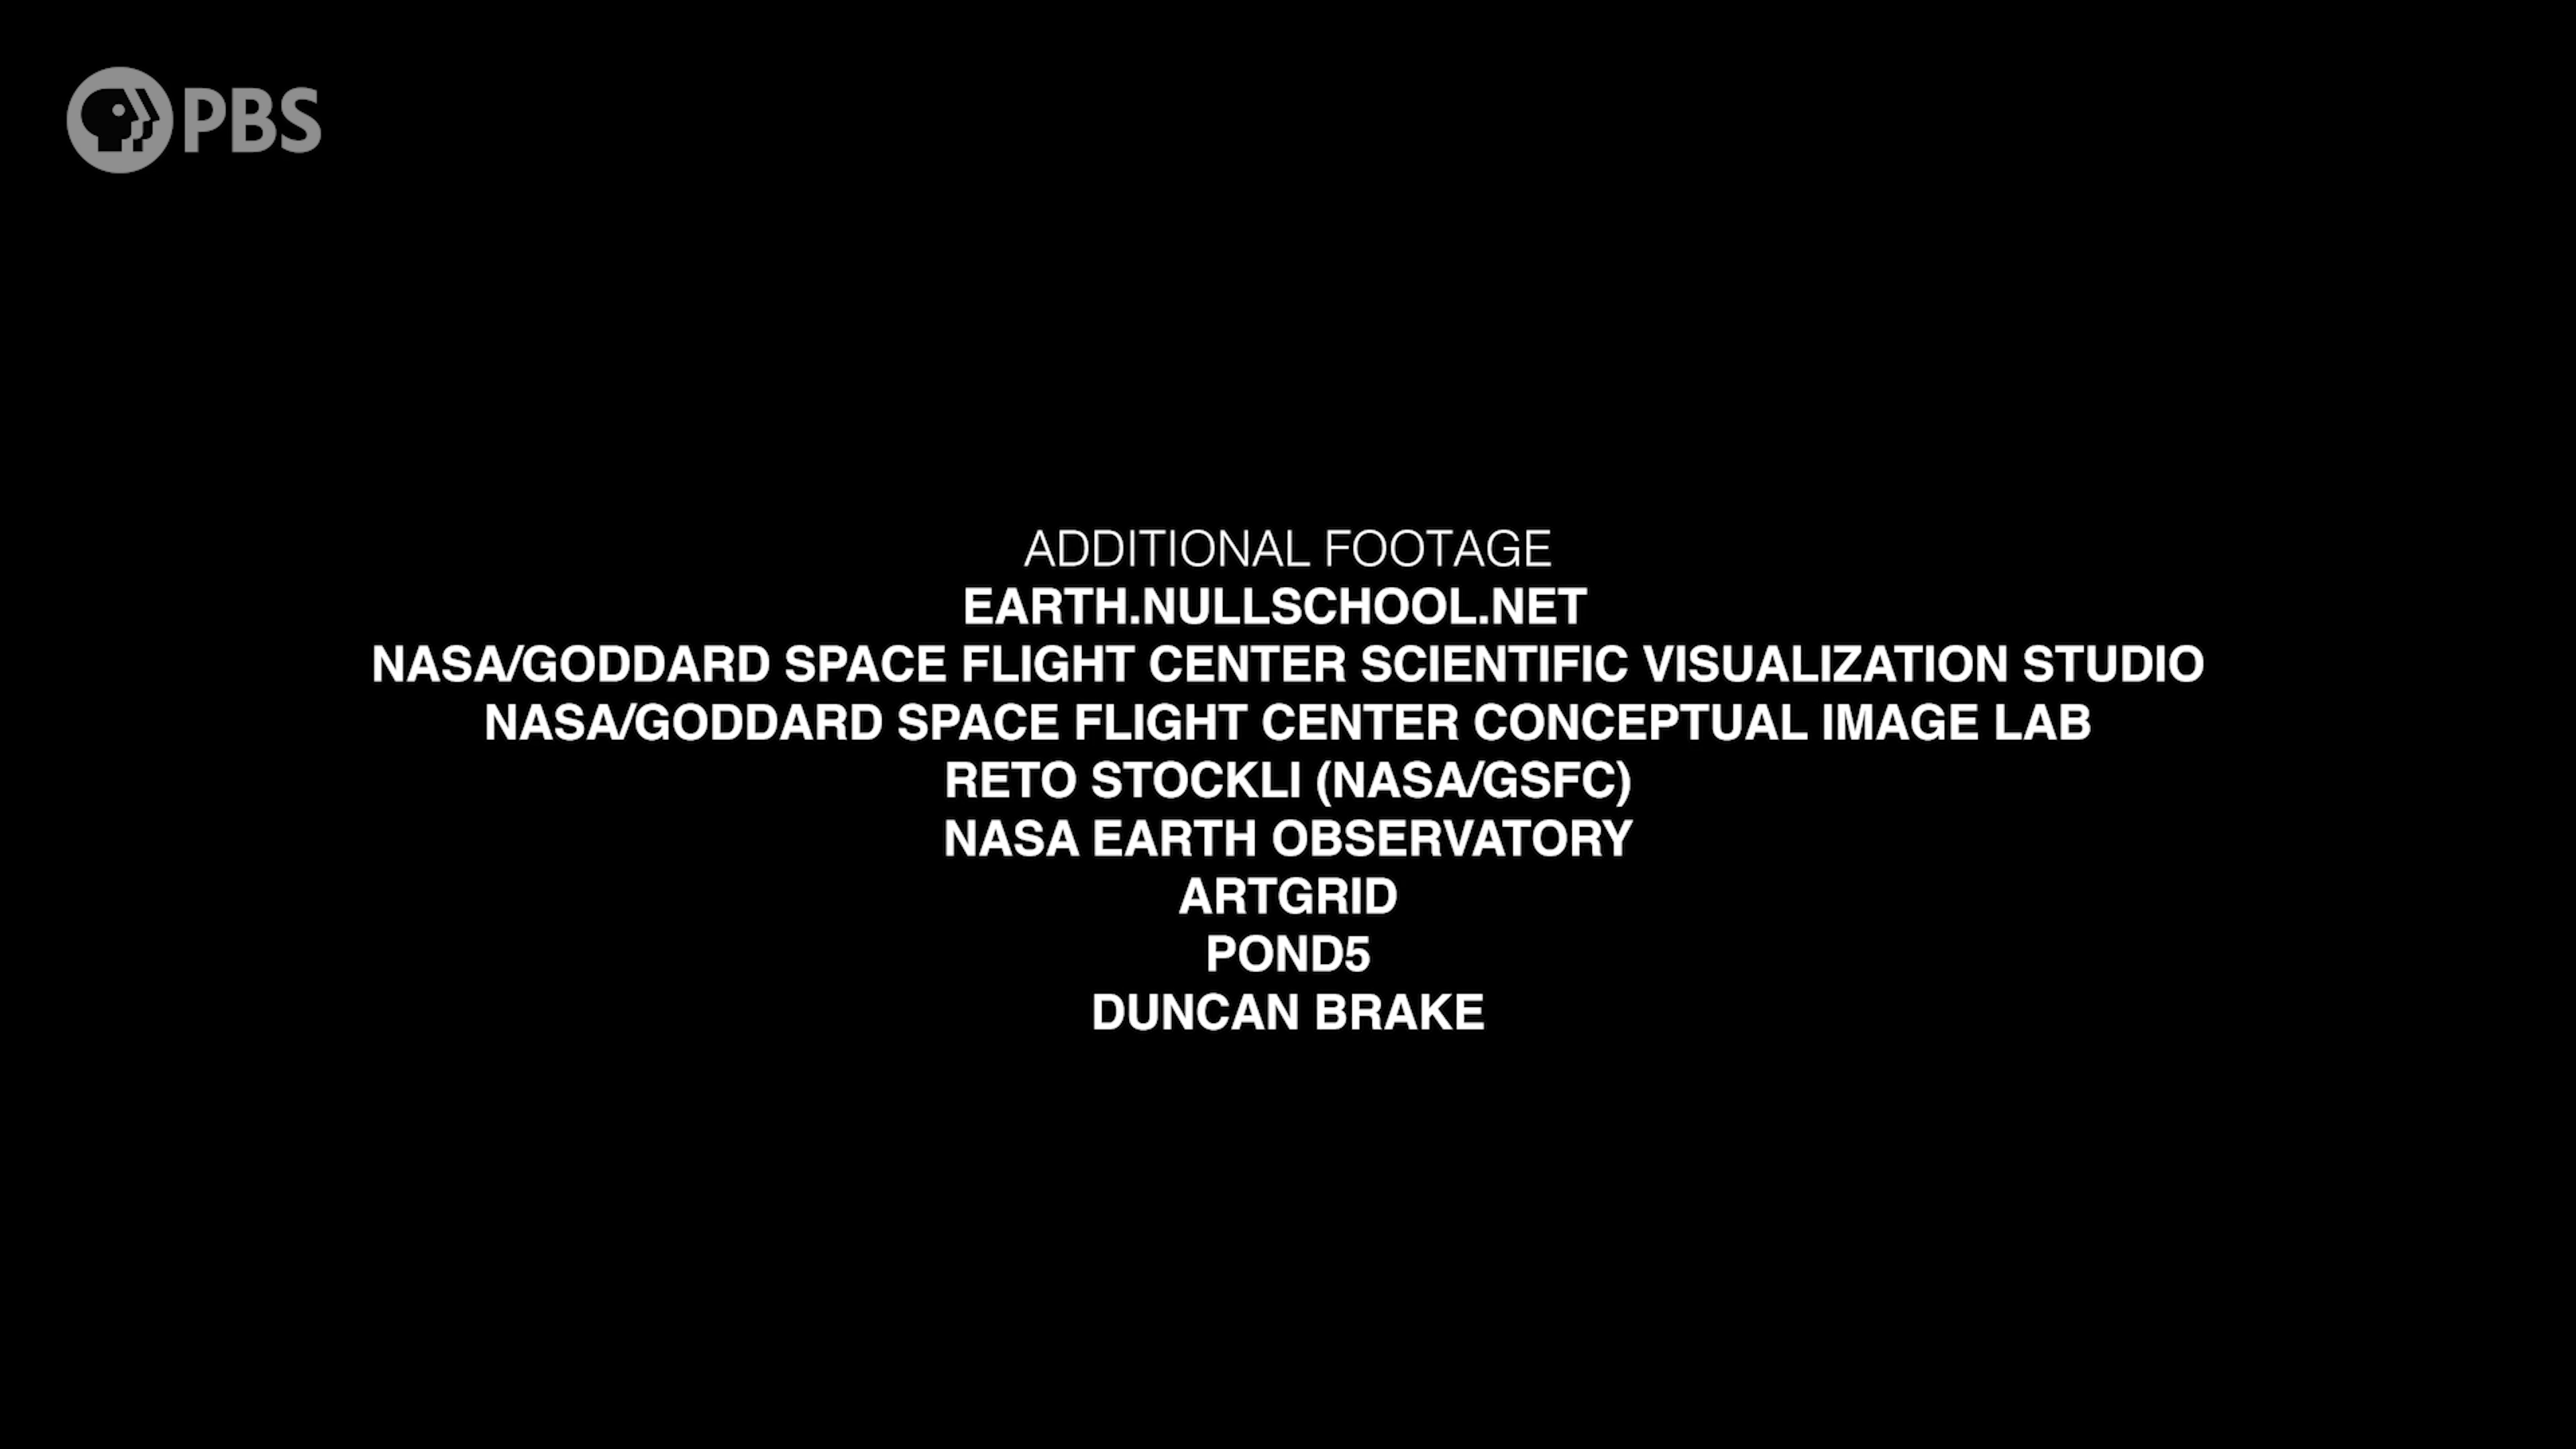 PBS
ADDITIONAL FOOTAGE
EARTH.NULLSCHOOL.NET
NASA/GODDARD SPACE FLIGHT CENTER SCIENTIFIC VISUALIZATION STUDIO
NASA/GODDARD SPACE FLIGHT CENTER CONCEPTUAL IMAGE LAB
RETO STOCKLI (NASA/GSFC)
NASA EARTH OBSERVATORY
ARTGRID
POND5
DUNCAN BRAKE